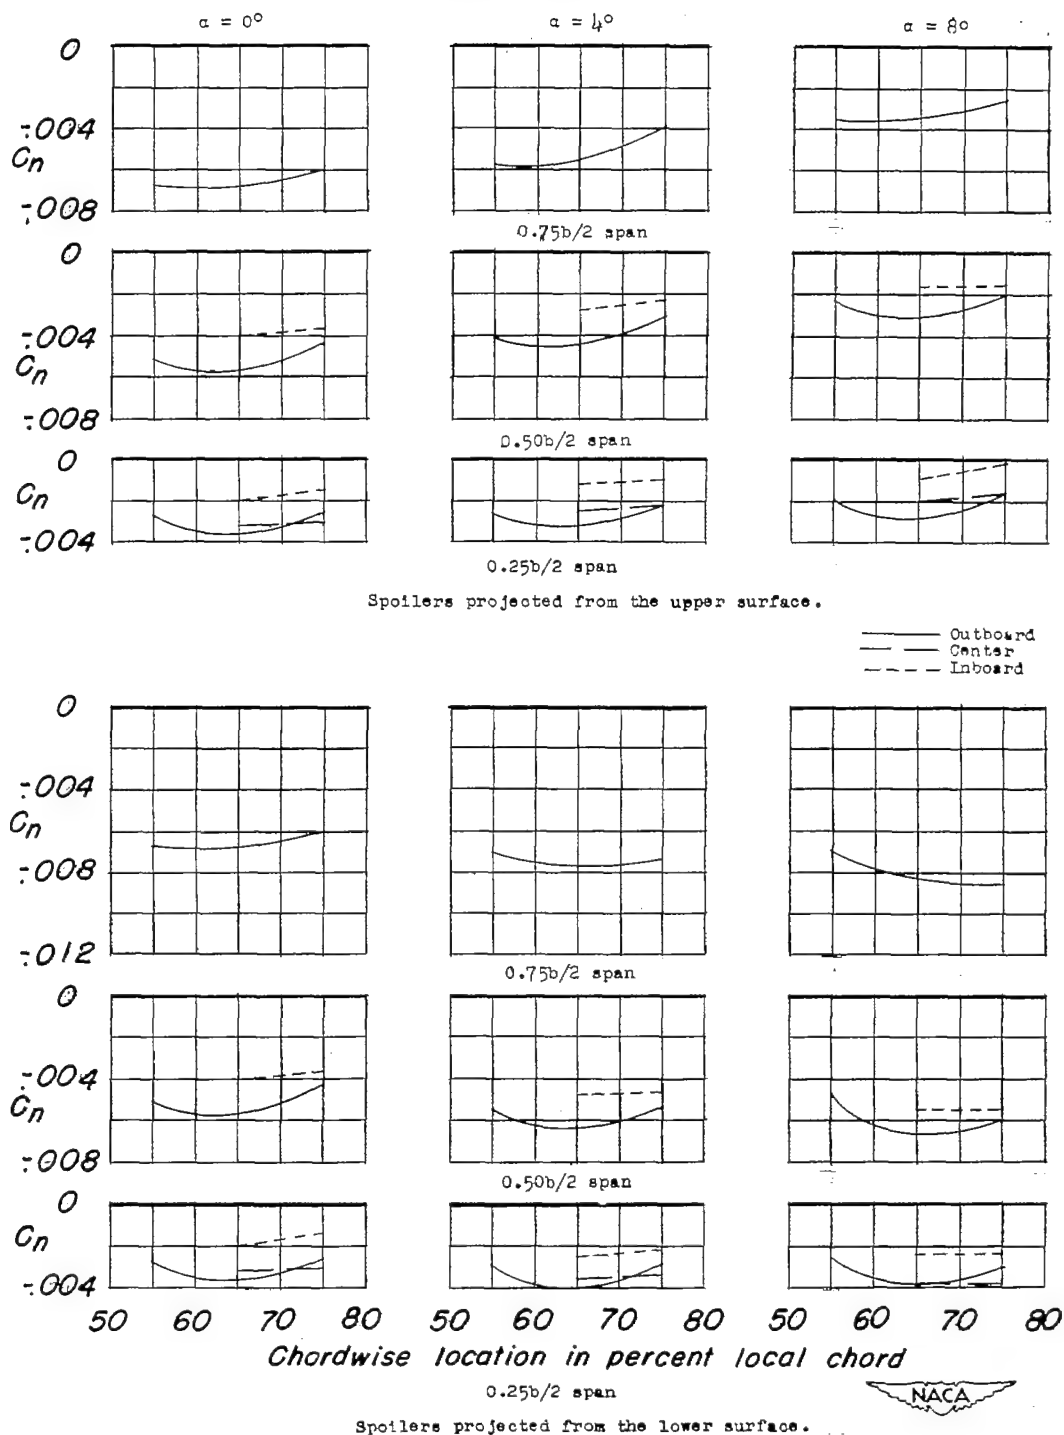 α = 0° α = 4° α = 8°
0
-.004
Cn
-.008
0.75b/2 span
0
-.004
Cn
-.008
0.50b/2 span
0
Cn
-.004
0.25b/2 span
Spoilers projected from the upper surface.
Outboard
Center
Inboard
0
-.004
Cn
-.008
-.012
0.75b/2 span
0
-.004
Cn
-.008
0.50b/2 span
0
Cn
-.004
50 60 70 80 50 60 70 80 50 60 70 80
Chordwise location in percent local chord
0.25b/2 span
NACA
Spoilers projected from the lower surface.